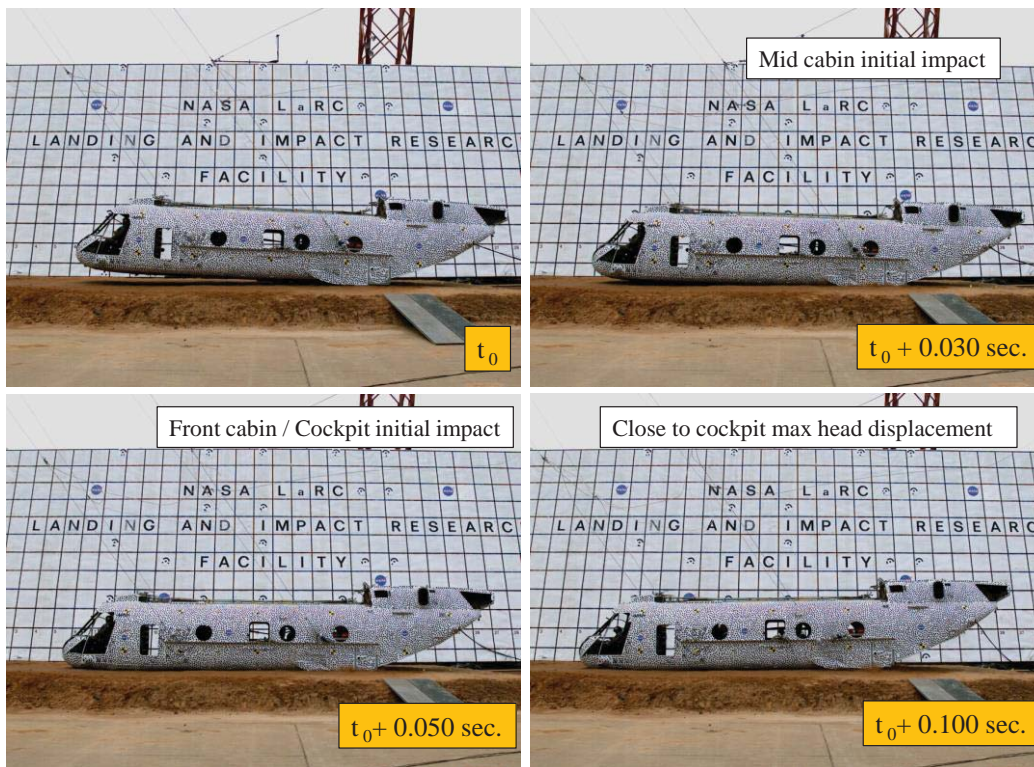 NASA LaRC
LANDING AND IMPACT RESEARC
FACILITY
t0
Mid cabin initial impact
NASA LaRC
LANDING AND IMPACT RESEARC
FACILITY
t0 + 0.030 sec.
Front cabin / Cockpit initial impact
NASA LaRC
LANDING AND IMPACT RESEARC
FACILITY
t0+ 0.050 sec.
Close to cockpit max head displacement
NASA LaRC
LANDING AND IMPACT RESEARC
FACILITY
t0+ 0.100 sec.